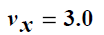 vₓ = 3.0